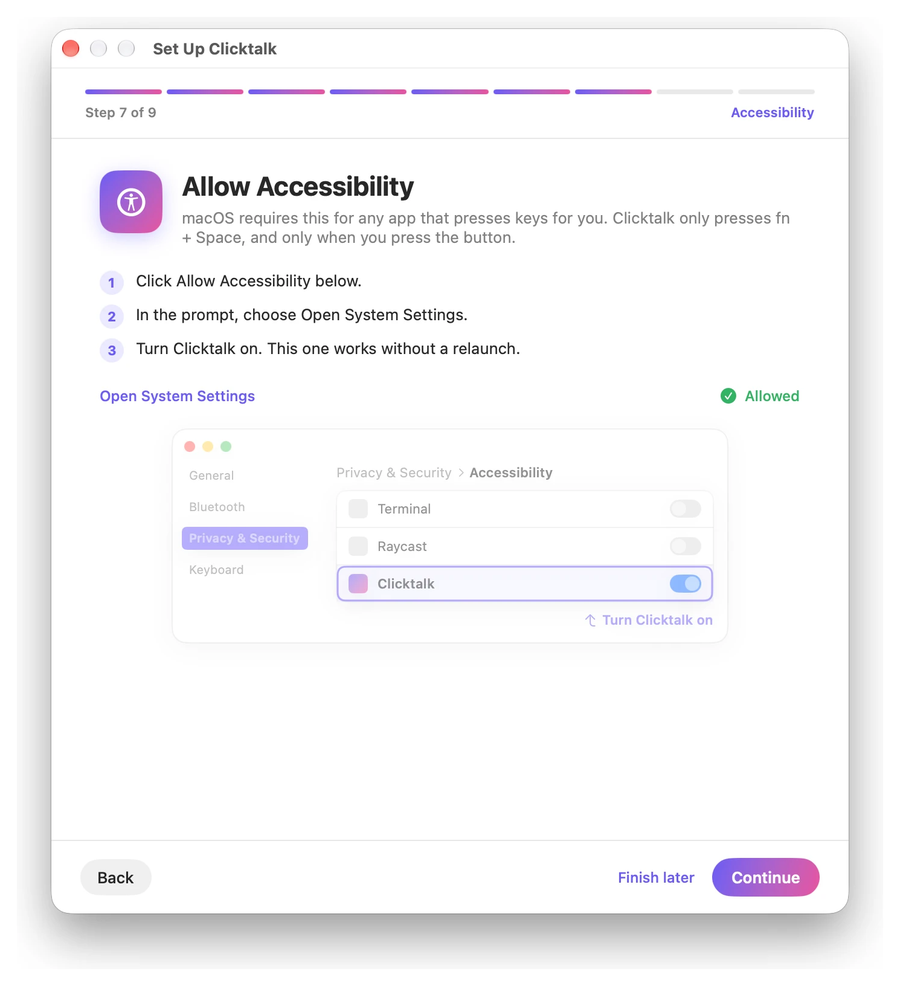 Set Up Clicktalk
Step 7 of 9
Accessibility
Allow Accessibility
macOS requires this for any app that presses keys for you. Clicktalk only presses fn
+ Space, and only when you press the button.
1 Click Allow Accessibility below.
2 In the prompt, choose Open System Settings.
3 Turn Clicktalk on. This one works without a relaunch.
Open System Settings
Allowed
General
Bluetooth
Privacy & Security
Keyboard
Privacy & Security > Accessibility
Terminal
Raycast
Clicktalk
Turn Clicktalk on
Back
Finish later
Continue